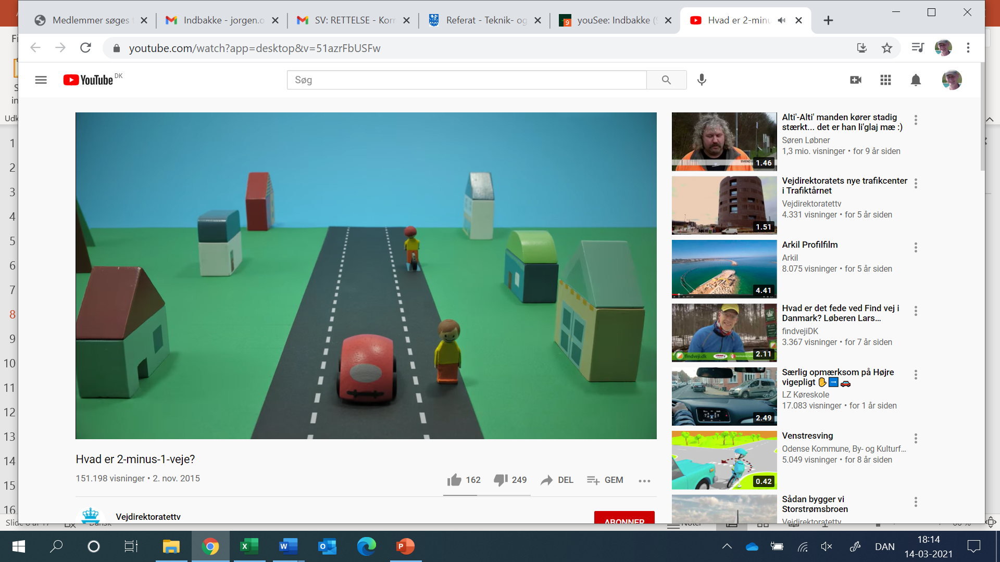 Medlemmer søges
Indbakke - jorgen.o
SV: RETTELSE - Korr
Referat - Teknik- og
youSee: Indbakke (9
Hvad er 2-minu
youtube.com/watch?app=desktop&v=51azrFbUSFw
YouTube DK
Søg
Alti'-Alti' manden kører stadig
stærkt... det er han li'glaj mæ :)
Søren Løbner
1,3 mio. visninger • for 9 år siden
1.46
Vejdirektoratets nye trafikcenter
i Trafiktårnet
Vejdirektoratettv
4.331 visninger • for 5 år siden
1.51
Arkil Profilfilm
Arkil
8.075 visninger • for 5 år siden
4.41
Hvad er det fede ved Find vej i
Danmark? Løberen Lars...
findvejiDK
3.367 visninger • for 7 år siden
findveji.dk
2.11
Særlig opmærksom på Højre
vigepligt ✋➡️🚗
LZ Køreskole
17.083 visninger • for 1 år siden
2.49
Venstresving
Odense Kommune, By- og Kulturf...
5.049 visninger • for 8 år siden
0.42
Sådan bygger vi
Storstrømsbroen
Vejdirektoratettv
Hvad er 2-minus-1-veje?
151.198 visninger • 2. nov. 2015
162
249
DEL
GEM
Vejdirektoratettv
ABONNER
Fi
S
in
Udk
1
2
3
4
5
6
7
8
9
10
11
12
13
14
15
16
Dansk
Noter
DAN
18:14
14-03-2021